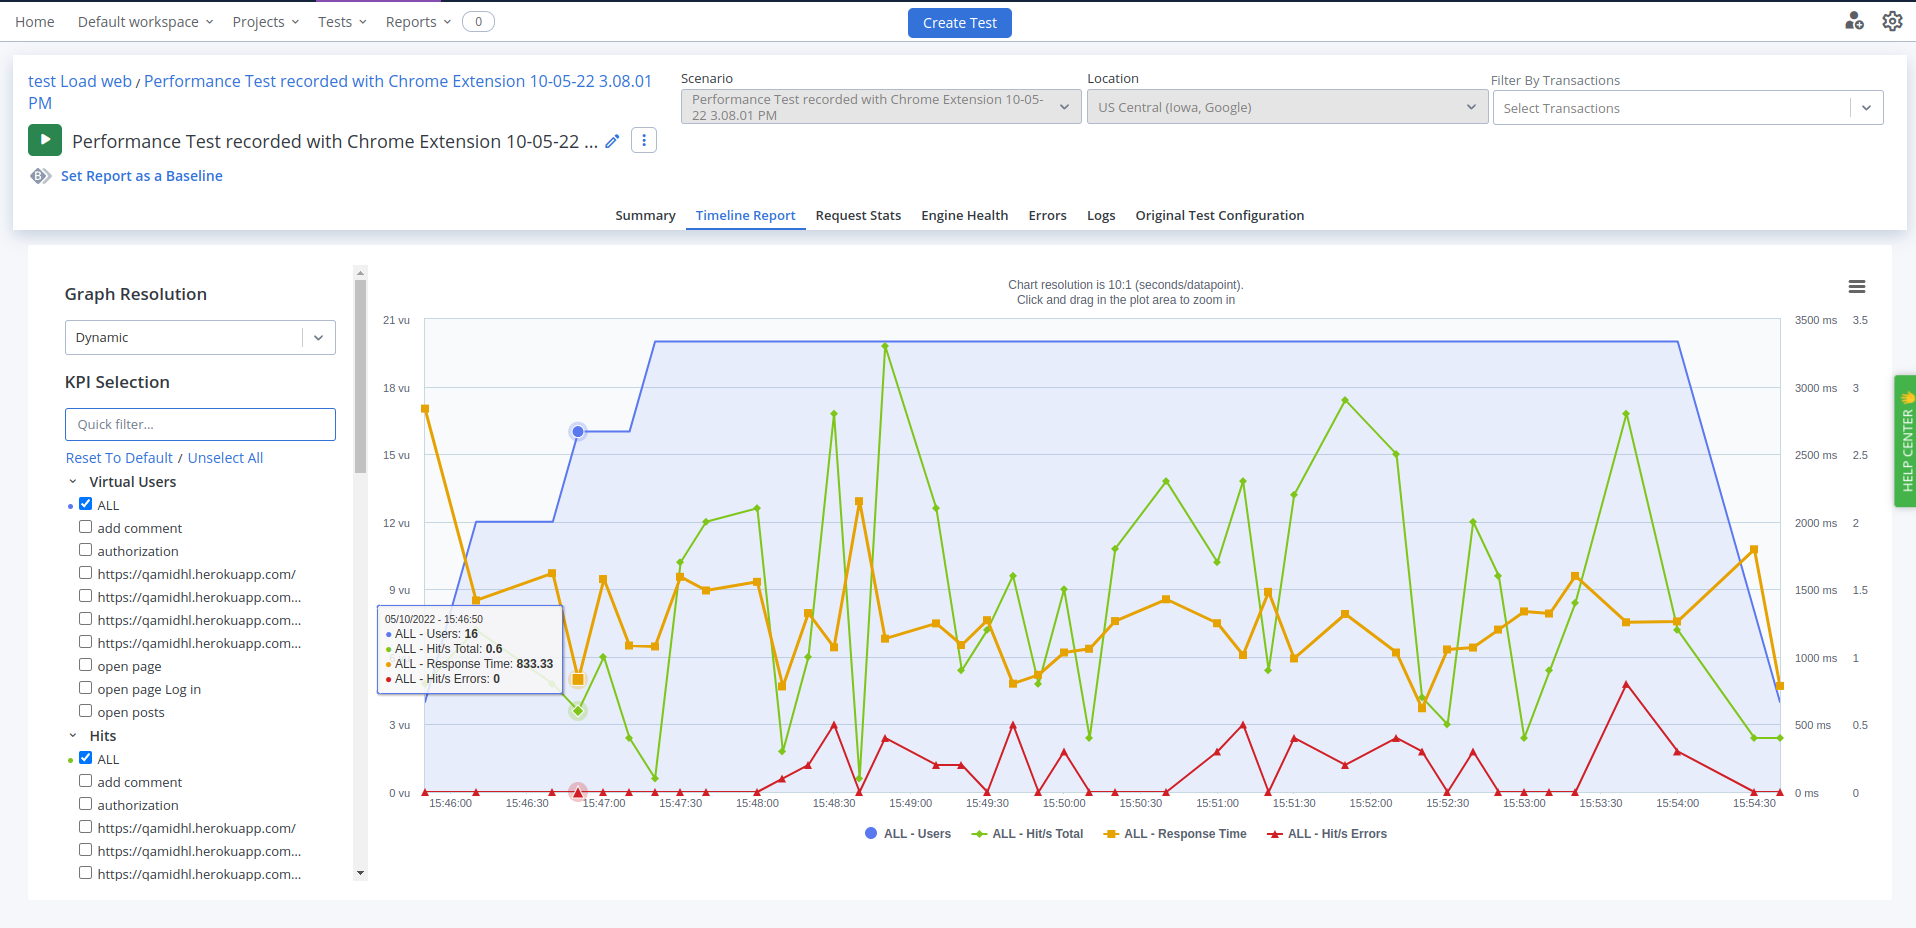 Home Default workspace Projects Tests Reports 0 Create Test
test Load web / Performance Test recorded with Chrome Extension 10-05-22 3.08.01
PM
Performance Test recorded with Chrome Extension 10-05-22 ...
Set Report as a Baseline
Scenario
Performance Test recorded with Chrome Extension 10-05-
22 3.08.01 PM
Location
US Central (Iowa, Google)
Filter By Transactions
Select Transactions
Summary Timeline Report Request Stats Engine Health Errors Logs Original Test Configuration
Graph Resolution
Dynamic
KPI Selection
Quick filter...
Reset To Default / Unselect All
Virtual Users
ALL
add comment
authorization
https://qamidhl.herokuapp.com/
https://qamidhl.herokuapp.com...
https://qamidhl.herokuapp.com...
https://qamidhl.herokuapp.com...
open page
open page Log in
open posts
Hits
ALL
add comment
authorization
https://qamidhl.herokuapp.com/
https://qamidhl.herokuapp.com...
https://qamidhl.herokuapp.com...
Chart resolution is 10:1 (seconds/datapoint).
Click and drag in the plot area to zoom in
21 vu
18 vu
15 vu
12 vu
9 vu
3 vu
0 vu
05/10/2022 - 15:46:50
ALL - Users: 16
ALL - Hit/s Total: 0.6
ALL - Response Time: 833.33
ALL - Hit/s Errors: 0
3500 ms 3.5
3000 ms 3
2500 ms 2.5
2000 ms 2
1500 ms 1.5
1000 ms 1
500 ms 0.5
0 ms 0
15:46:00 15:46:30 15:47:00 15:47:30 15:48:00 15:48:30 15:49:00 15:49:30 15:50:00 15:50:30 15:51:00 15:51:30 15:52:00 15:52:30 15:53:00 15:53:30 15:54:00 15:54:30
ALL - Users ALL - Hit/s Total ALL - Response Time ALL - Hit/s Errors
HELP CENTER